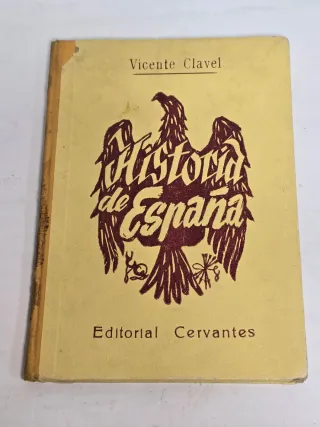 Vicente Clavel
Historia
de España
Editorial Cervantes